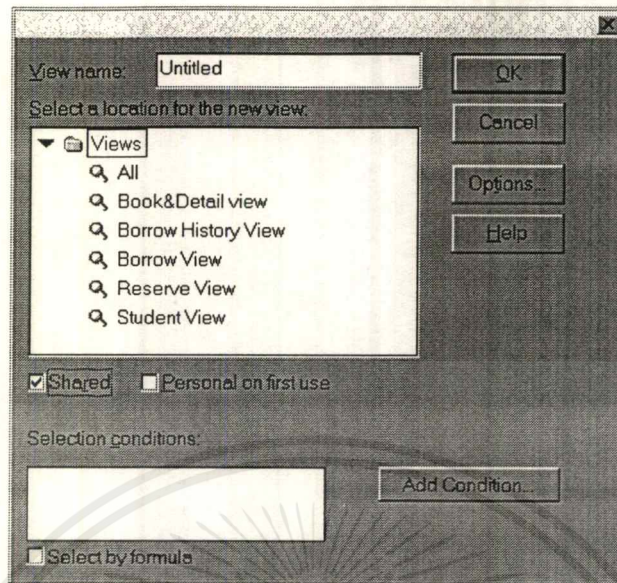 View name: Untitled
OK
Select a location for the new view:
Cancel
Views
All
Options...
Book&Detail view
Borrow History View
Help
Borrow View
Reserve View
Student View
Shared Personal on first use
Selection conditions:
Add Condition...
Select by formula